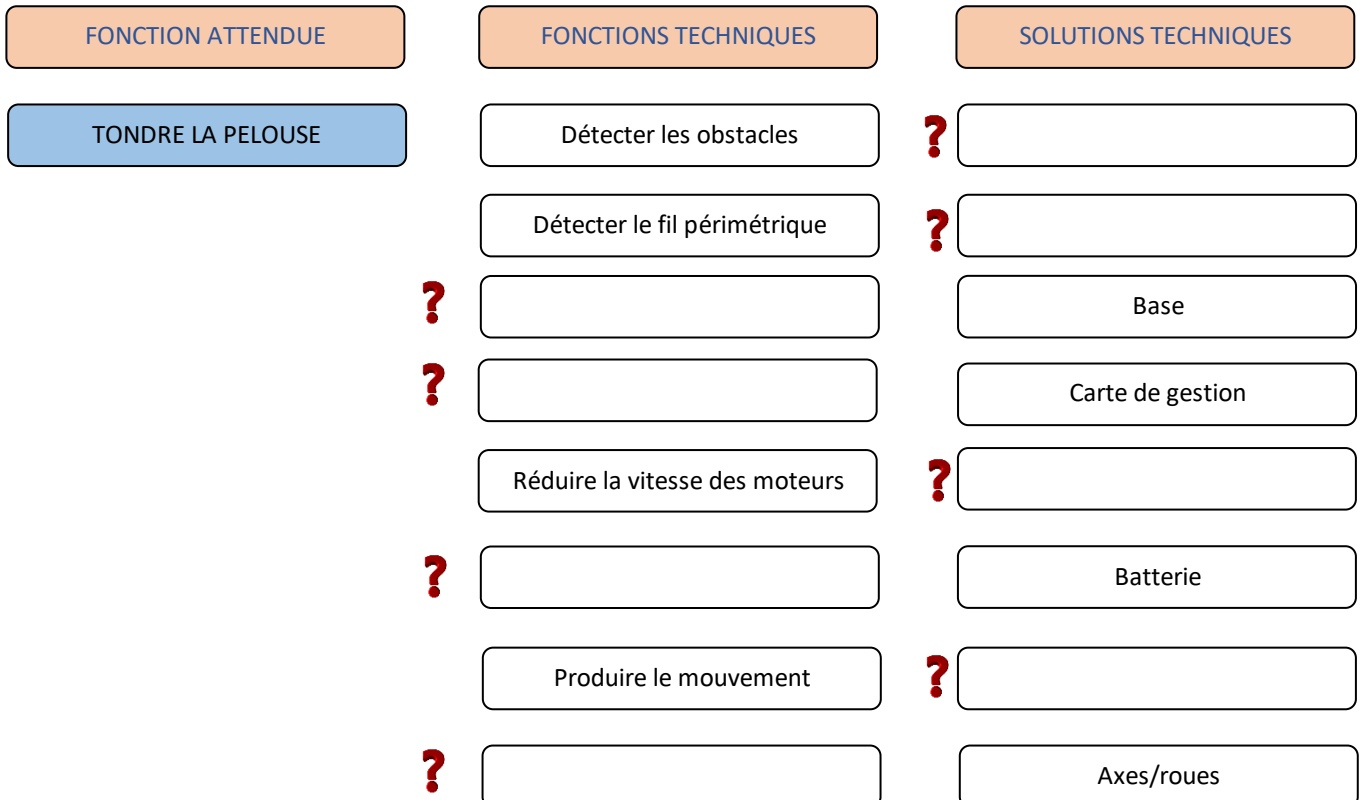 FONCTION ATTENDUE
FONCTIONS TECHNIQUES
SOLUTIONS TECHNIQUES
TONDRE LA PELOUSE
Détecter les obstacles
?
Détecter le fil périmétrique
?
?
Base
?
Carte de gestion
Réduire la vitesse des moteurs
?
?
Batterie
Produire le mouvement
?
?
Axes/roues